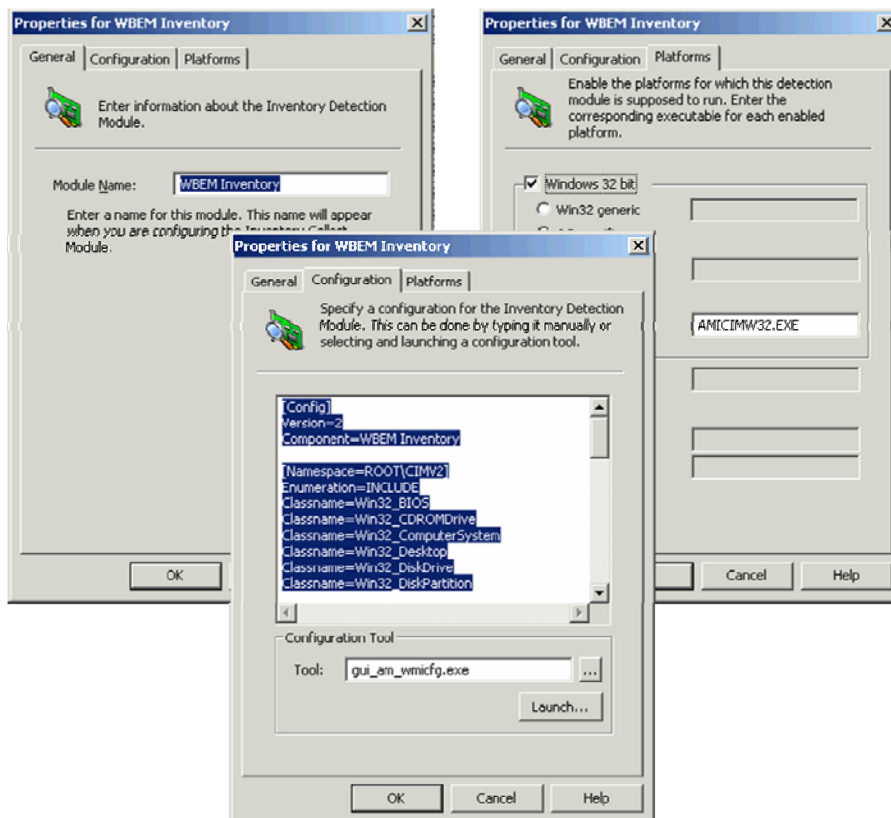 Properties for WBEM Inventory
General
Configuration
Platforms
Enter information about the Inventory Detection
Module.
Module Name:
WBEM Inventory
Enter a name for this module. This name will appear
when you are configuring the Inventory Collect
Module.
OK
Properties for WBEM Inventory
General
Configuration
Platforms
Enable the platforms for which this detection
module is supposed to run. Enter the
corresponding executable for each enabled
platform.
Windows 32 bit
Win32 generic
AMICIMW32.EXE
Cancel
Help
Properties for WBEM Inventory
General
Configuration
Platforms
Specify a configuration for the Inventory Detection
Module. This can be done by typing it manually or
selecting and launching a configuration tool.
[Config]
Version=2
Component=WBEM Inventory
[Namespace=ROOT\CIMV2]
Enumeration=INCLUDE
Classname=Win32_BIOS
Classname=Win32_CDROMDrive
Classname=Win32_ComputerSystem
Classname=Win32_Desktop
Classname=Win32_DiskDrive
Classname=Win32_DiskPartition
Configuration Tool
Tool:
gui_am_wmicfg.exe
...
Launch...
OK
Cancel
Help